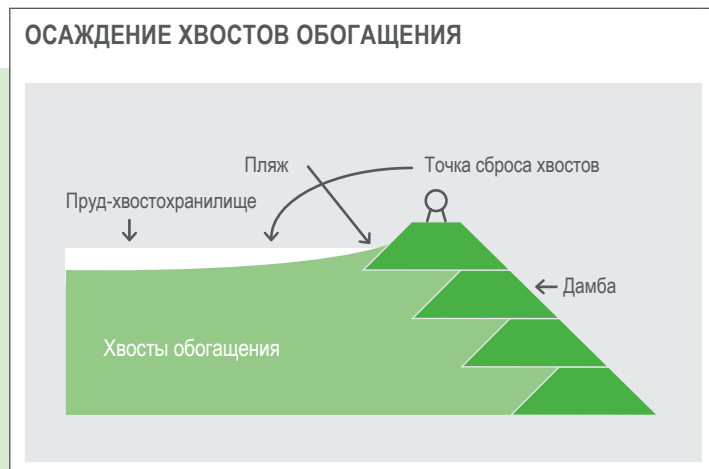 ОСАЖДЕНИЕ ХВОСТОВ ОБОГАЩЕНИЯ
Пляж
Точка сброса хвостов
Пруд-хвостохранилище
Дамба
Хвосты обогащения